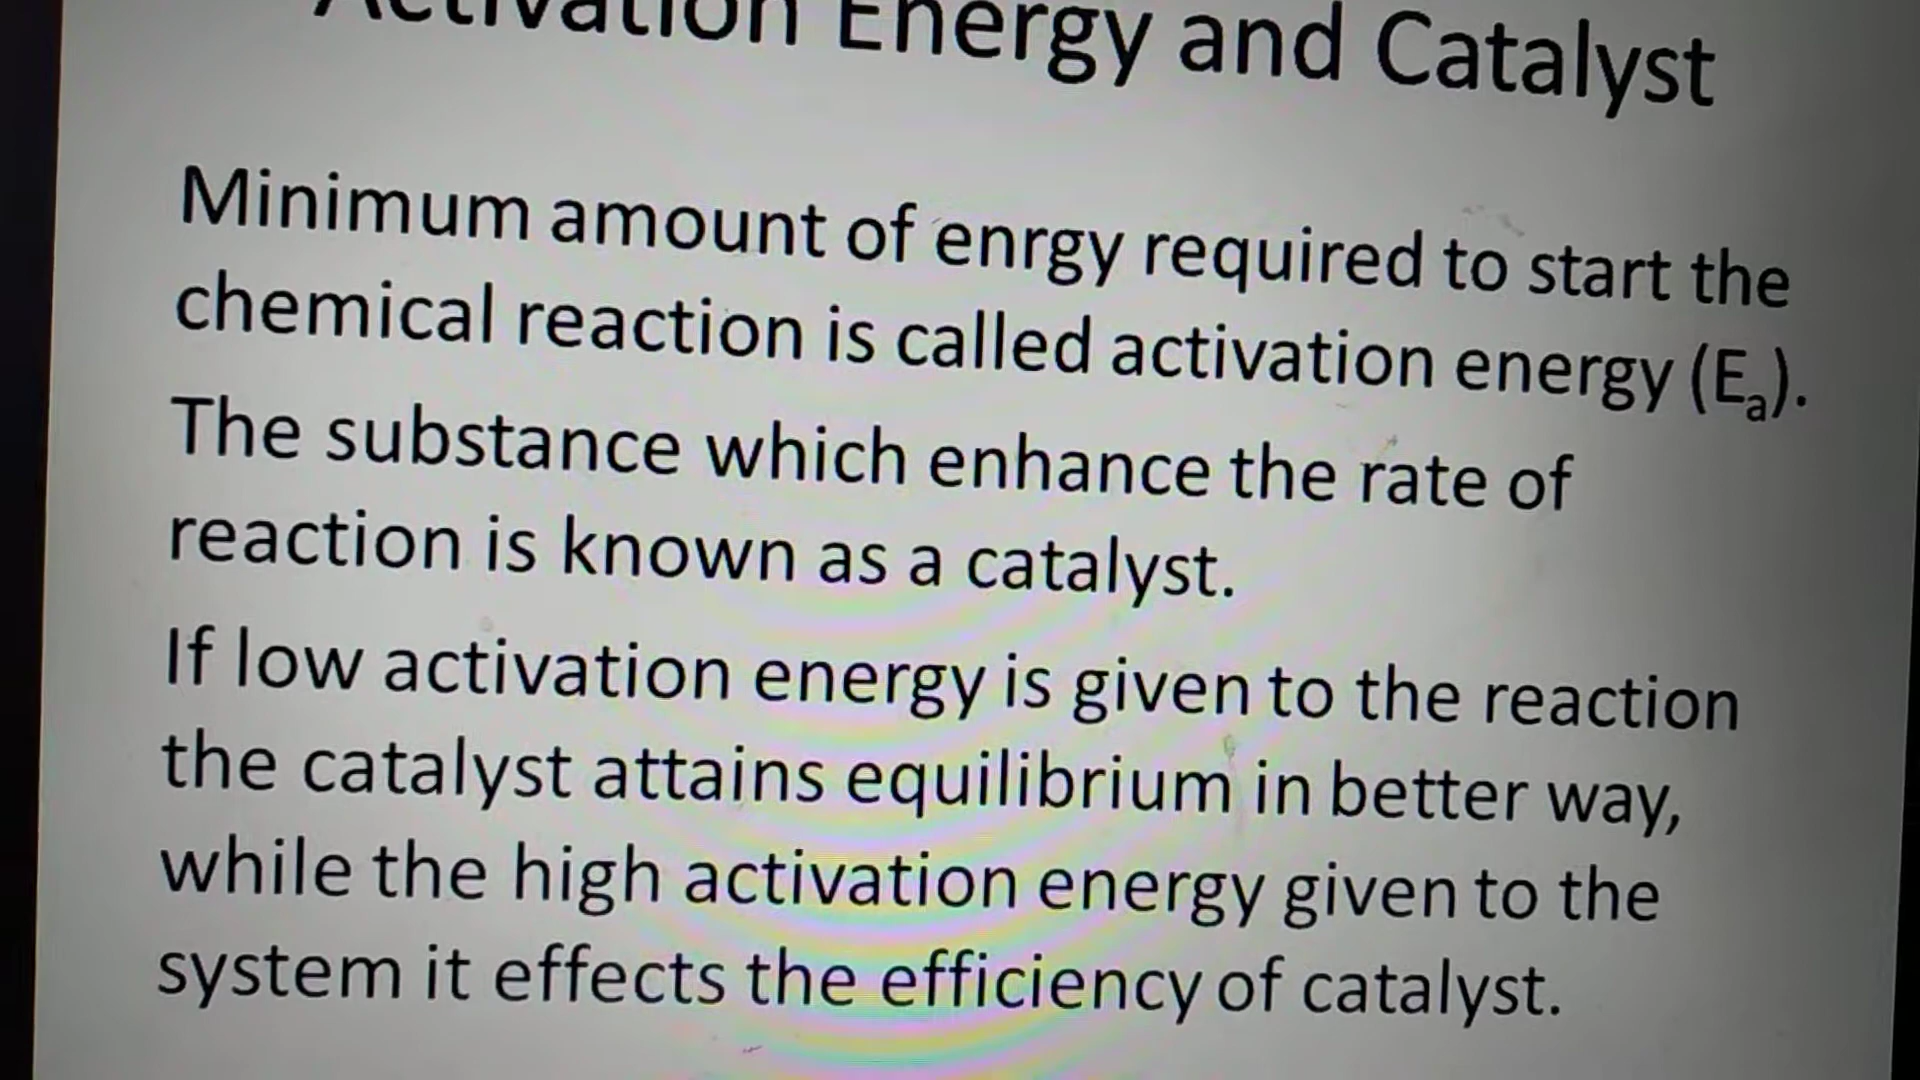 Activation Energy and Catalyst
Minimum amount of enrgy required to start the
chemical reaction is called activation energy (Ea).
The substance which enhance the rate of
reaction is known as a catalyst.
If low activation energy is given to the reaction
the catalyst attains equilibrium in better way,
while the high activation energy given to the
system it effects the efficiency of catalyst.